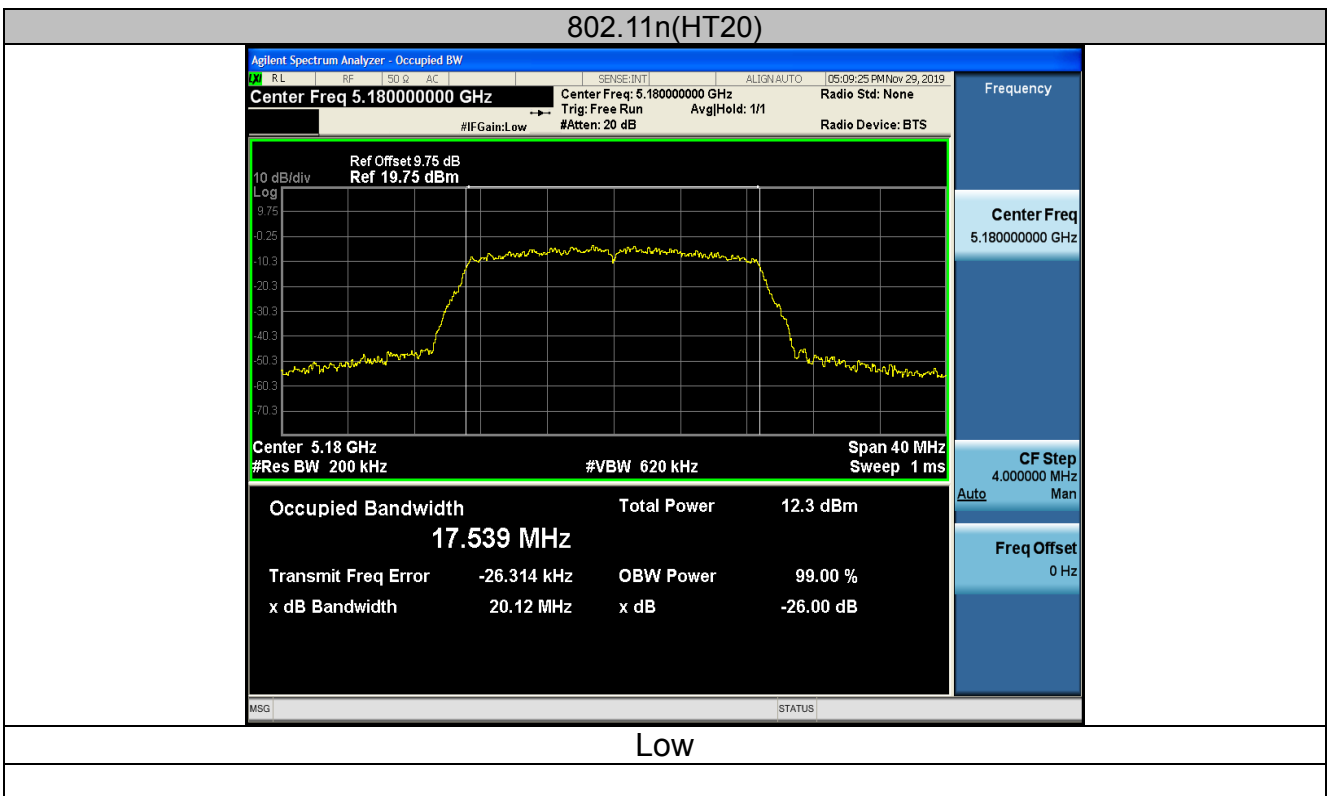 802.11n(HT20)
Agilent Spectrum Analyzer - Occupied BW
LXI RL RF 50 Ω AC SENSE:INT ALIGN AUTO 05:09:25 PM Nov 29, 2019
Center Freq 5.180000000 GHz
Center Freq: 5.180000000 GHz Radio Std: None
Trig: Free Run Avg|Hold: 1/1
#IFGain:Low #Atten: 20 dB Radio Device: BTS
Ref Offset 9.75 dB
10 dB/div Ref 19.75 dBm
Log
9.75
-0.25
-10.3
-20.3
-30.3
-40.3
-50.3
-60.3
-70.3
Center 5.18 GHz Span 40 MHz
#Res BW 200 kHz #VBW 620 kHz Sweep 1 ms
Occupied Bandwidth Total Power 12.3 dBm
17.539 MHz
Transmit Freq Error -26.314 kHz OBW Power 99.00 %
x dB Bandwidth 20.12 MHz x dB -26.00 dB
MSG STATUS
Frequency
Center Freq
5.180000000 GHz
CF Step
4.000000 MHz
Auto Man
Freq Offset
0 Hz
Low